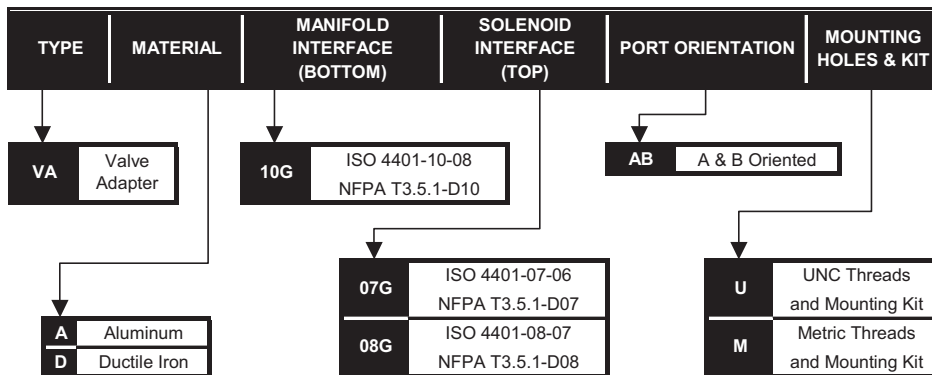 TYPE
MATERIAL
MANIFOLD
INTERFACE
(BOTTOM)
SOLENOID
INTERFACE
(TOP)
PORT ORIENTATION
MOUNTING
HOLES & KIT
VA
Valve
Adapter
10G
ISO 4401-10-08
NFPA T3.5.1-D10
AB
A & B Oriented
A
Aluminum
D
Ductile Iron
07G
ISO 4401-07-06
NFPA T3.5.1-D07
08G
ISO 4401-08-07
NFPA T3.5.1-D08
U
UNC Threads
and Mounting Kit
M
Metric Threads
and Mounting Kit